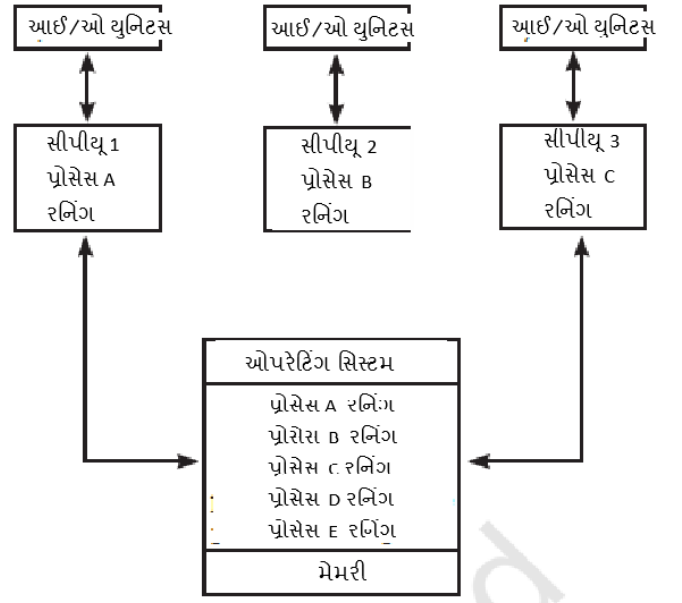 આઈ/ઓ યુનિટસ
આઈ/ઓ યુનિટસ
આઈ/ઓ યુનિટસ
સીપીયૂ 1
પ્રોસેસ A
રનિંગ
સીપીયૂ 2
પ્રોસેસ B
રનિંગ
સીપીયૂ 3
પ્રોસેસ C
રનિંગ
ઓપરેટિંગ સિસ્ટમ
પ્રોસેસ A રનિંગ
પ્રોસેસ B રનિંગ
પ્રોસેસ C રનિંગ
પ્રોસેસ D રનિંગ
પ્રોસેસ E રનિંગ
મેમરી